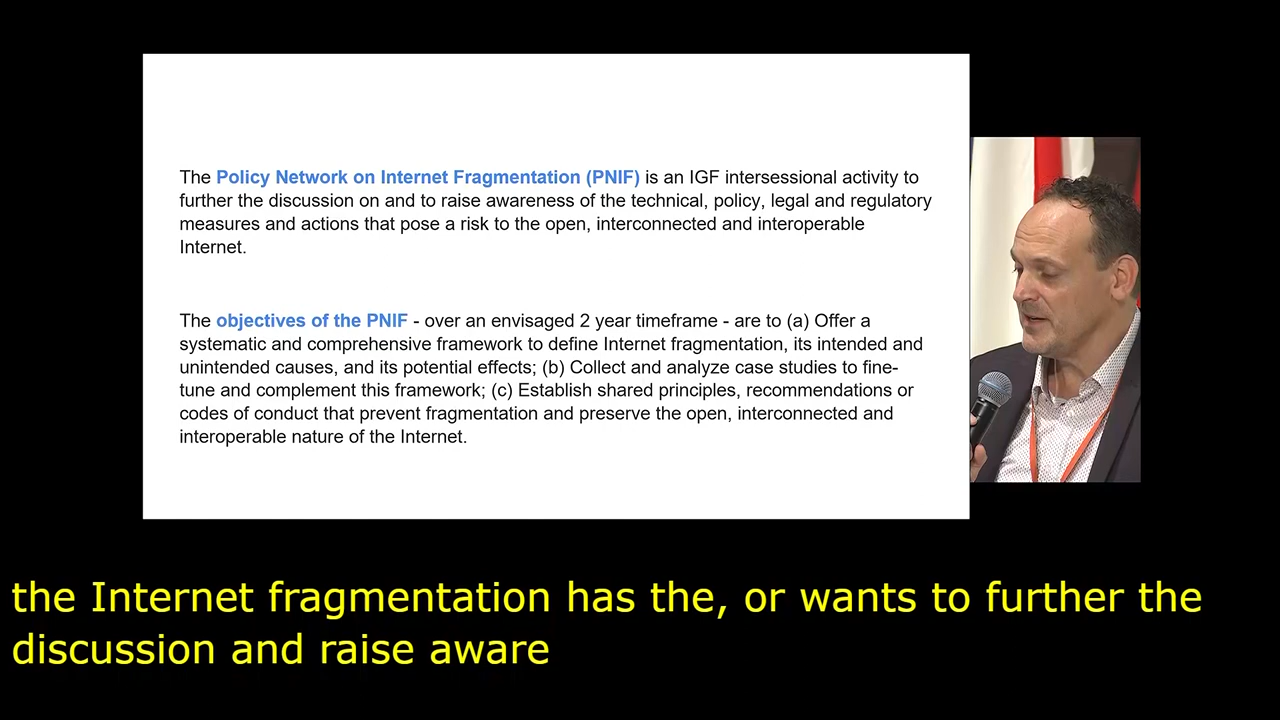 The Policy Network on Internet Fragmentation (PNIF) is an IGF intersessional activity to
further the discussion on and to raise awareness of the technical, policy, legal and regulatory
measures and actions that pose a risk to the open, interconnected and interoperable
Internet.
The objectives of the PNIF - over an envisaged 2 year timeframe - are to (a) Offer a
systematic and comprehensive framework to define Internet fragmentation, its intended and
unintended causes, and its potential effects; (b) Collect and analyze case studies to fine-
tune and complement this framework; (c) Establish shared principles, recommendations or
codes of conduct that prevent fragmentation and preserve the open, interconnected and
interoperable nature of the Internet.
the Internet fragmentation has the, or wants to further the
discussion and raise aware